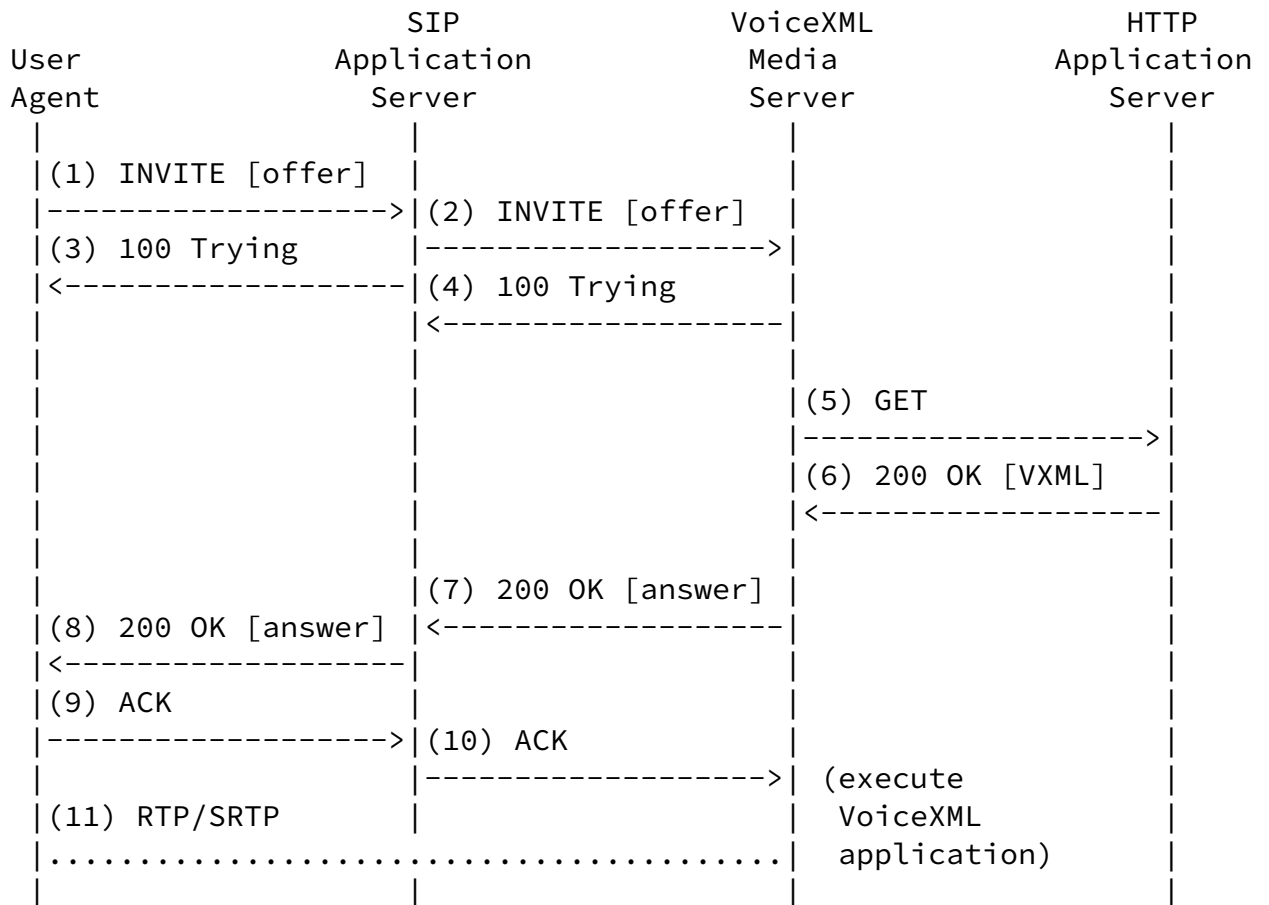 SIP VoiceXML HTTP
User Application Media Application
Agent Server Server Server
(1) INVITE [offer]
(2) INVITE [offer]
(3) 100 Trying
(4) 100 Trying
(5) GET
(6) 200 OK [VXML]
(7) 200 OK [answer]
(8) 200 OK [answer]
(9) ACK
(10) ACK
(execute
(11) RTP/SRTP VoiceXML
application)